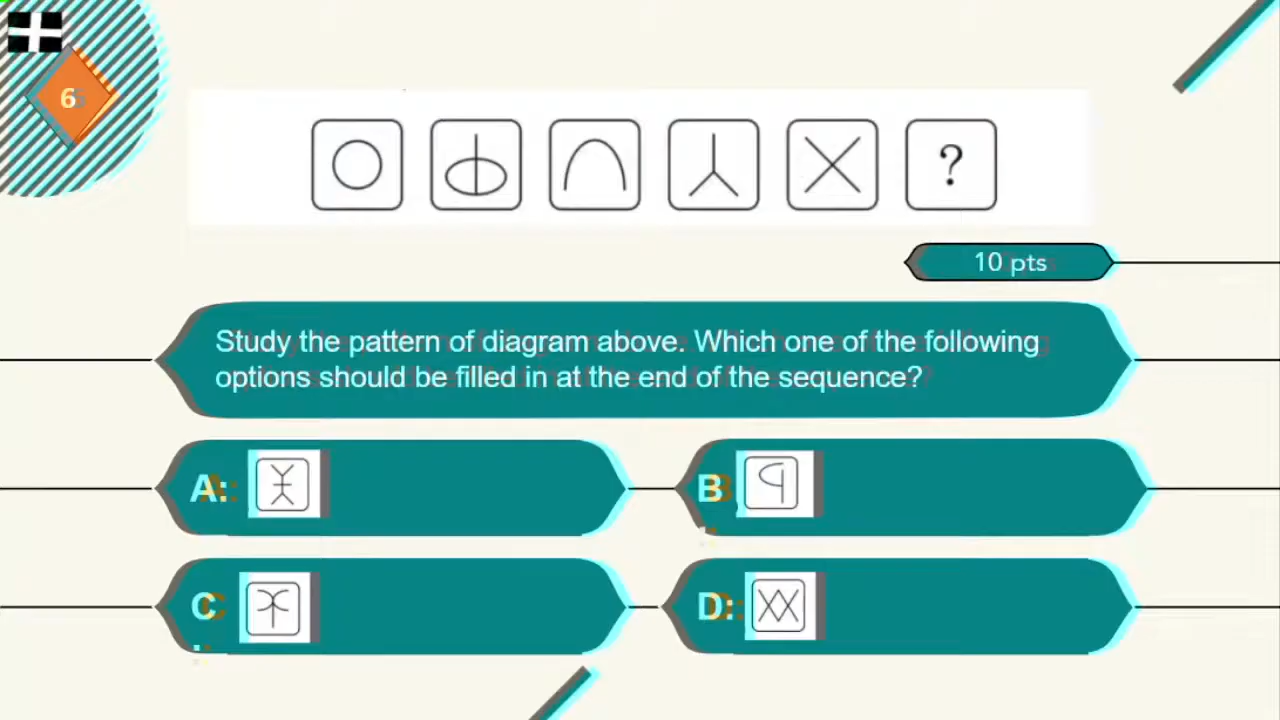 6
?
10 pts
Study the pattern of diagram above. Which one of the following
options should be filled in at the end of the sequence?
A:
B
C
D: